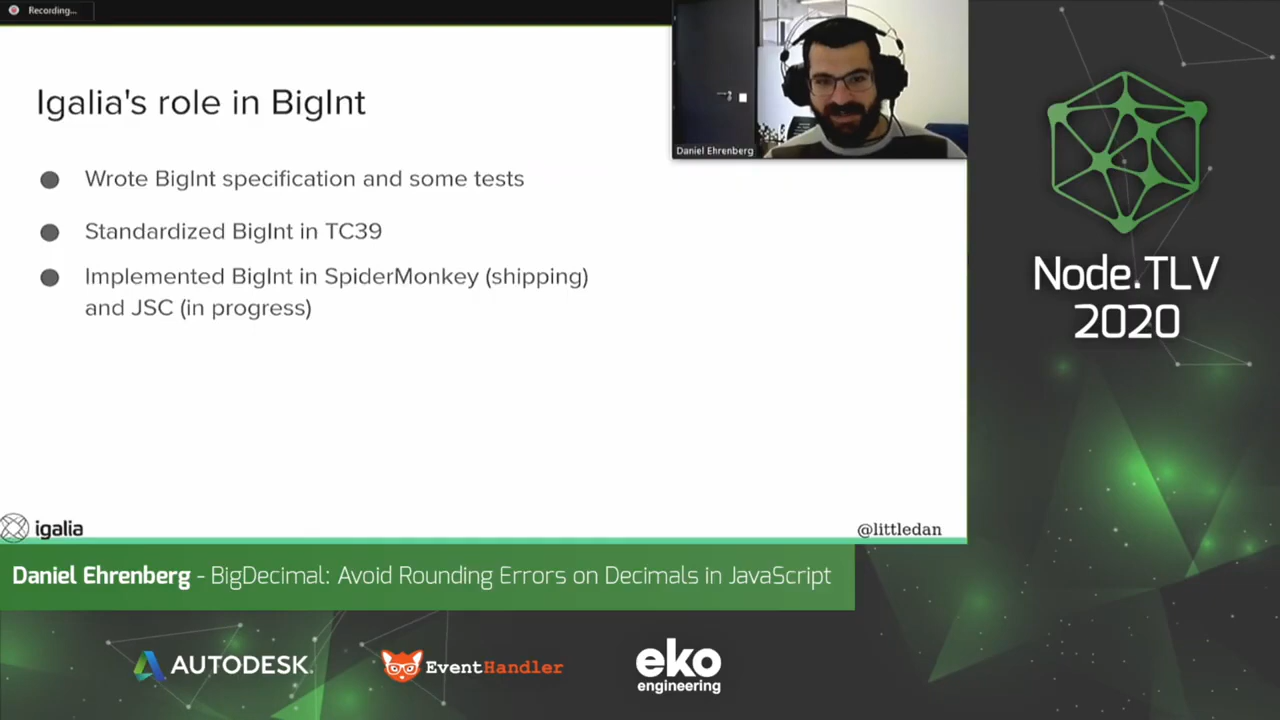 Recording...
Igalia's role in BigInt
Wrote BigInt specification and some tests
Standardized BigInt in TC39
Implemented BigInt in SpiderMonkey (shipping)
and JSC (in progress)
Daniel Ehrenberg
igalia
@littledan
Node.TLV
2020
Daniel Ehrenberg - BigDecimal: Avoid Rounding Errors on Decimals in JavaScript
AUTODESK.
EventHandler
eko
engineering